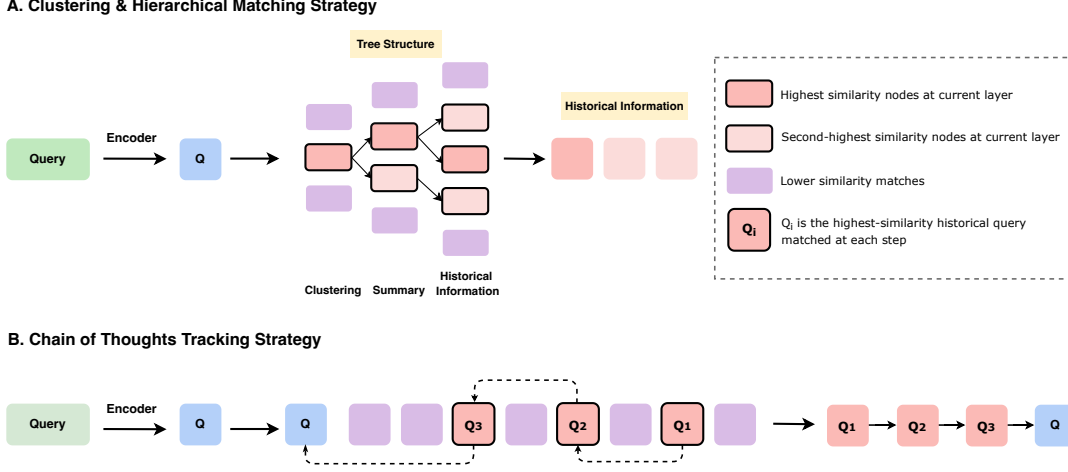 A. Clustering & Hierarchical Matching Strategy
Tree Structure
Query
Encoder
Q
Clustering
Summary
Historical
Information
Historical Information
Highest similarity nodes at current layer
Second-highest similarity nodes at current layer
Lower similarity matches
Qi
Qi is the highest-similarity historical query
matched at each step
B. Chain of Thoughts Tracking Strategy
Query
Encoder
Q
Q
Q3
Q2
Q1
Q1
Q2
Q3
Q